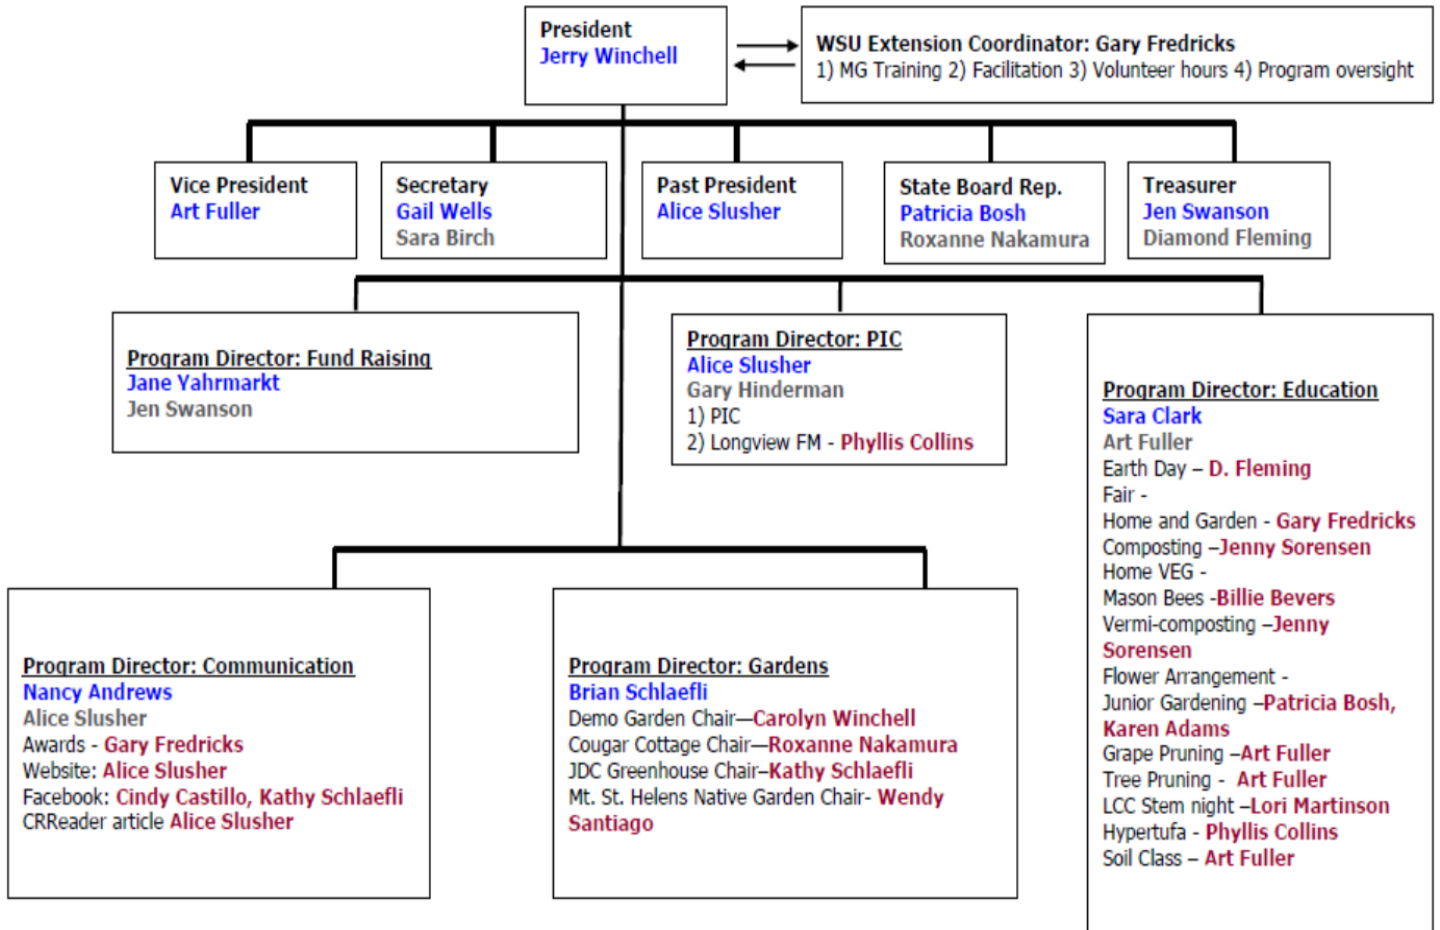 President
Jerry Winchell
WSU Extension Coordinator: Gary Fredricks
1) MG Training 2) Facilitation 3) Volunteer hours 4) Program oversight
Vice President
Art Fuller
Secretary
Gail Wells
Sara Birch
Past President
Alice Slusher
State Board Rep.
Patricia Bosh
Roxanne Nakamura
Treasurer
Jen Swanson
Diamond Fleming
Program Director: Fund Raising
Jane Yahrmarkt
Jen Swanson
Program Director: PIC
Alice Slusher
Gary Hinderman
1) PIC
2) Longview FM - Phyllis Collins
Program Director: Education
Sara Clark
Art Fuller
Earth Day – D. Fleming
Fair -
Home and Garden - Gary Fredricks
Composting –Jenny Sorensen
Home VEG -
Mason Bees -Billie Bevers
Vermi-composting –Jenny
Sorensen
Flower Arrangement -
Junior Gardening –Patricia Bosh,
Karen Adams
Grape Pruning –Art Fuller
Tree Pruning - Art Fuller
LCC Stem night –Lori Martinson
Hypertufa - Phyllis Collins
Soil Class – Art Fuller
Program Director: Communication
Nancy Andrews
Alice Slusher
Awards - Gary Fredricks
Website: Alice Slusher
Facebook: Cindy Castillo, Kathy Schlaefli
CRReader article Alice Slusher
Program Director: Gardens
Brian Schlaefli
Demo Garden Chair—Carolyn Winchell
Cougar Cottage Chair—Roxanne Nakamura
JDC Greenhouse Chair–Kathy Schlaefli
Mt. St. Helens Native Garden Chair- Wendy
Santiago